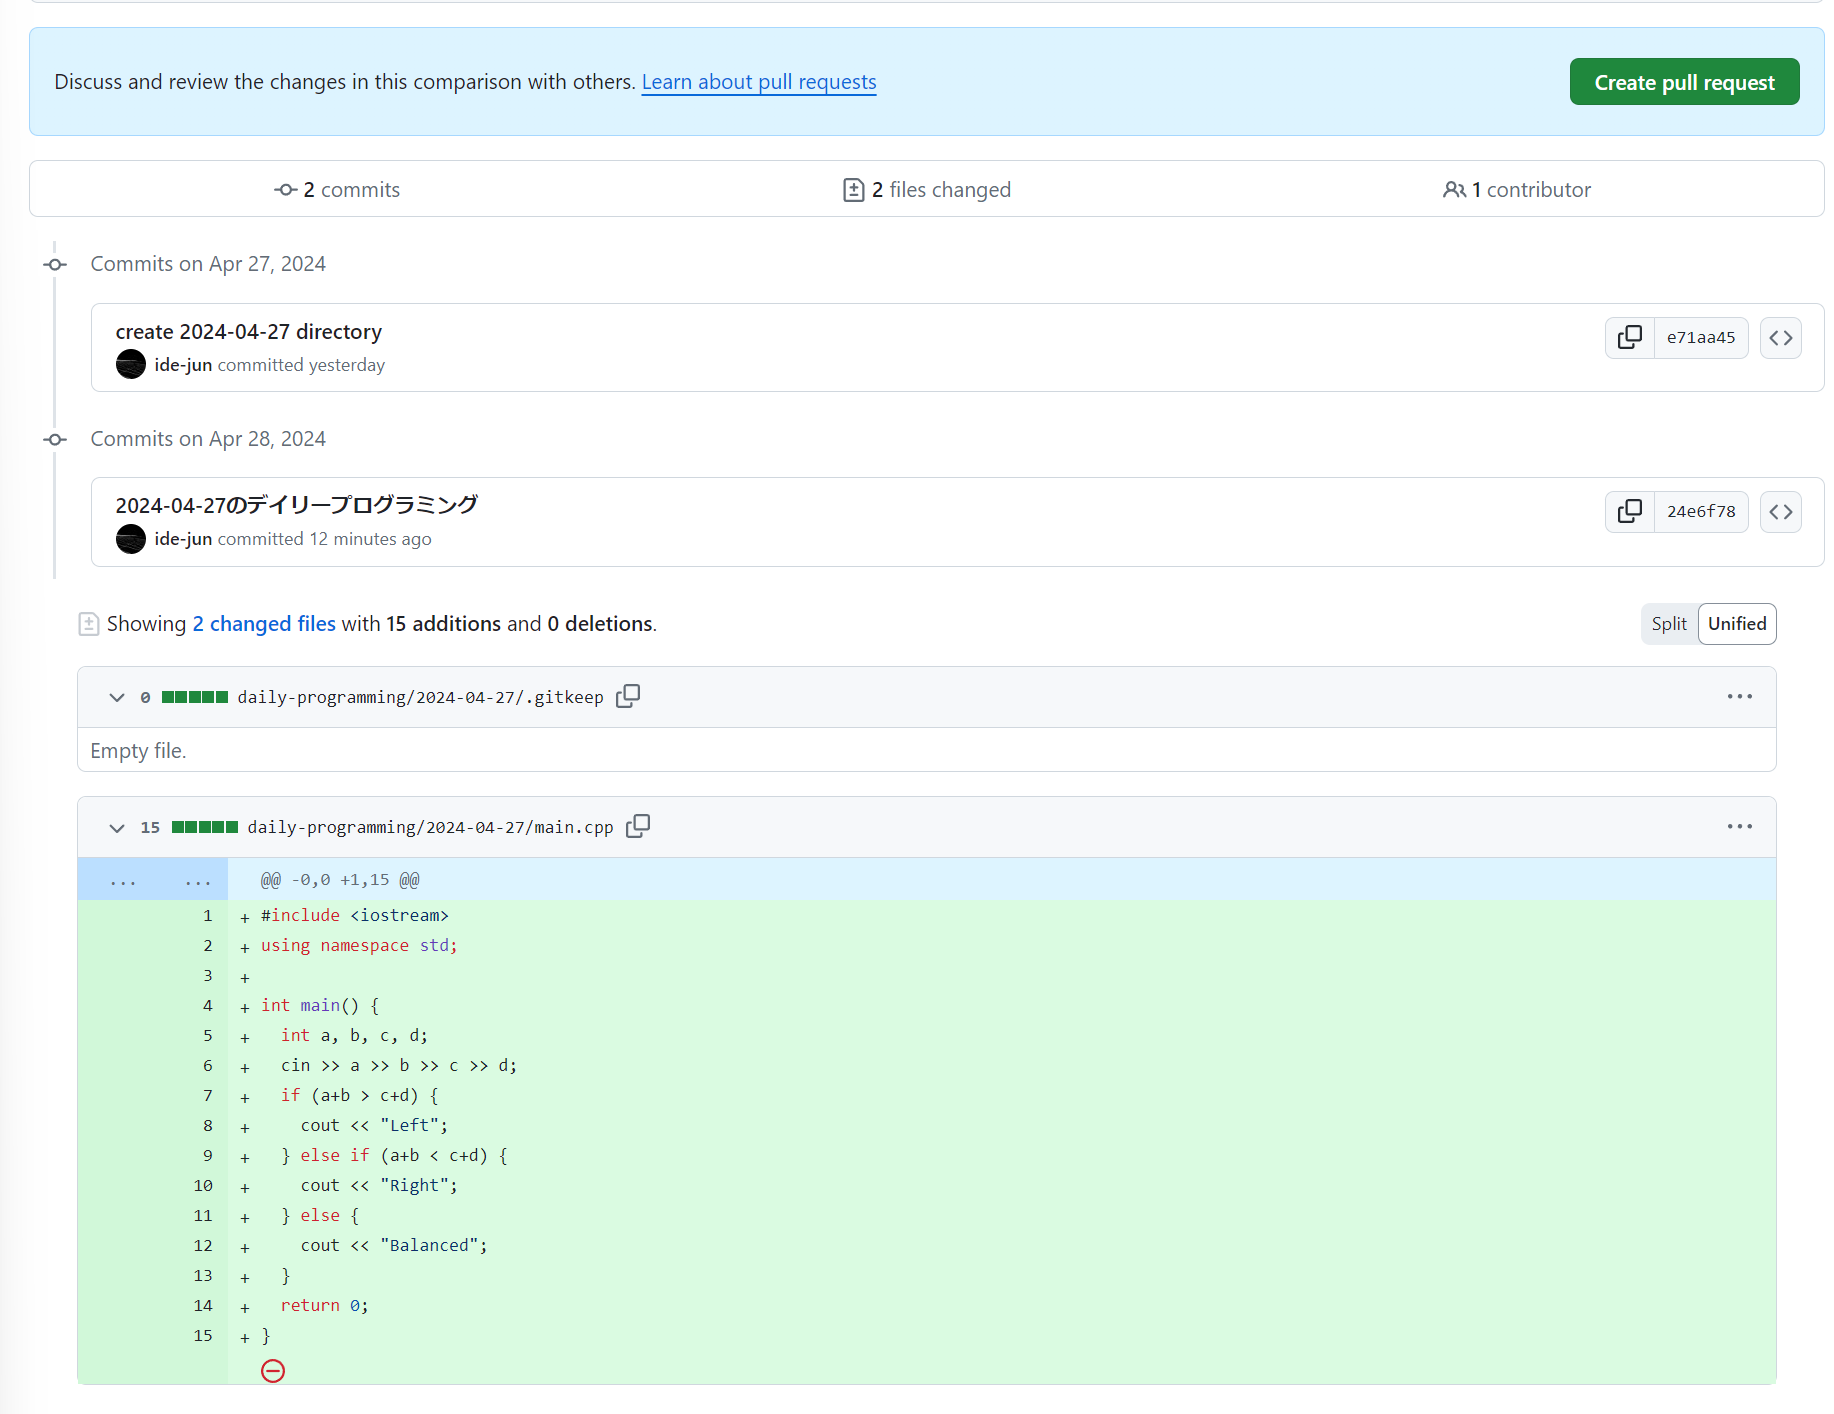 Discuss and review the changes in this comparison with others. Learn about pull requests
Create pull request
2 commits
2 files changed
1 contributor
Commits on Apr 27, 2024
create 2024-04-27 directory
e71aa45
ide-jun committed yesterday
Commits on Apr 28, 2024
2024-04-27のデイリープログラミング
24e6f78
ide-jun committed 12 minutes ago
Showing 2 changed files with 15 additions and 0 deletions.
Split Unified
0 daily-programming/2024-04-27/.gitkeep
Empty file.
15 daily-programming/2024-04-27/main.cpp
... ... @@ -0,0 +1,15 @@
1 + #include <iostream>
2 + using namespace std;
3 +
4 + int main() {
5 +   int a, b, c, d;
6 +   cin >> a >> b >> c >> d;
7 +   if (a+b > c+d) {
8 +     cout << "Left";
9 +   } else if (a+b < c+d) {
10 +     cout << "Right";
11 +   } else {
12 +     cout << "Balanced";
13 +   }
14 +   return 0;
15 + }